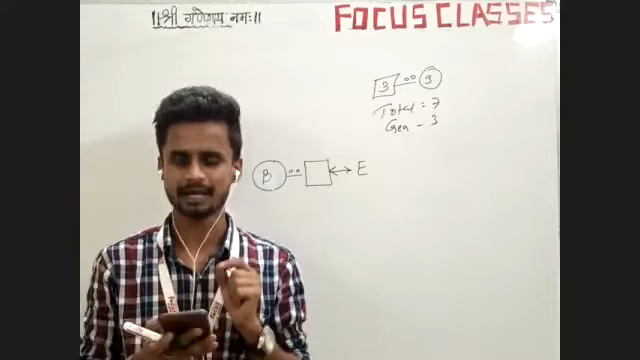 ||श्री गणेशाय नमः||
FOCUS CLASSES
3 3
Total = 7
Gen - 3
B E